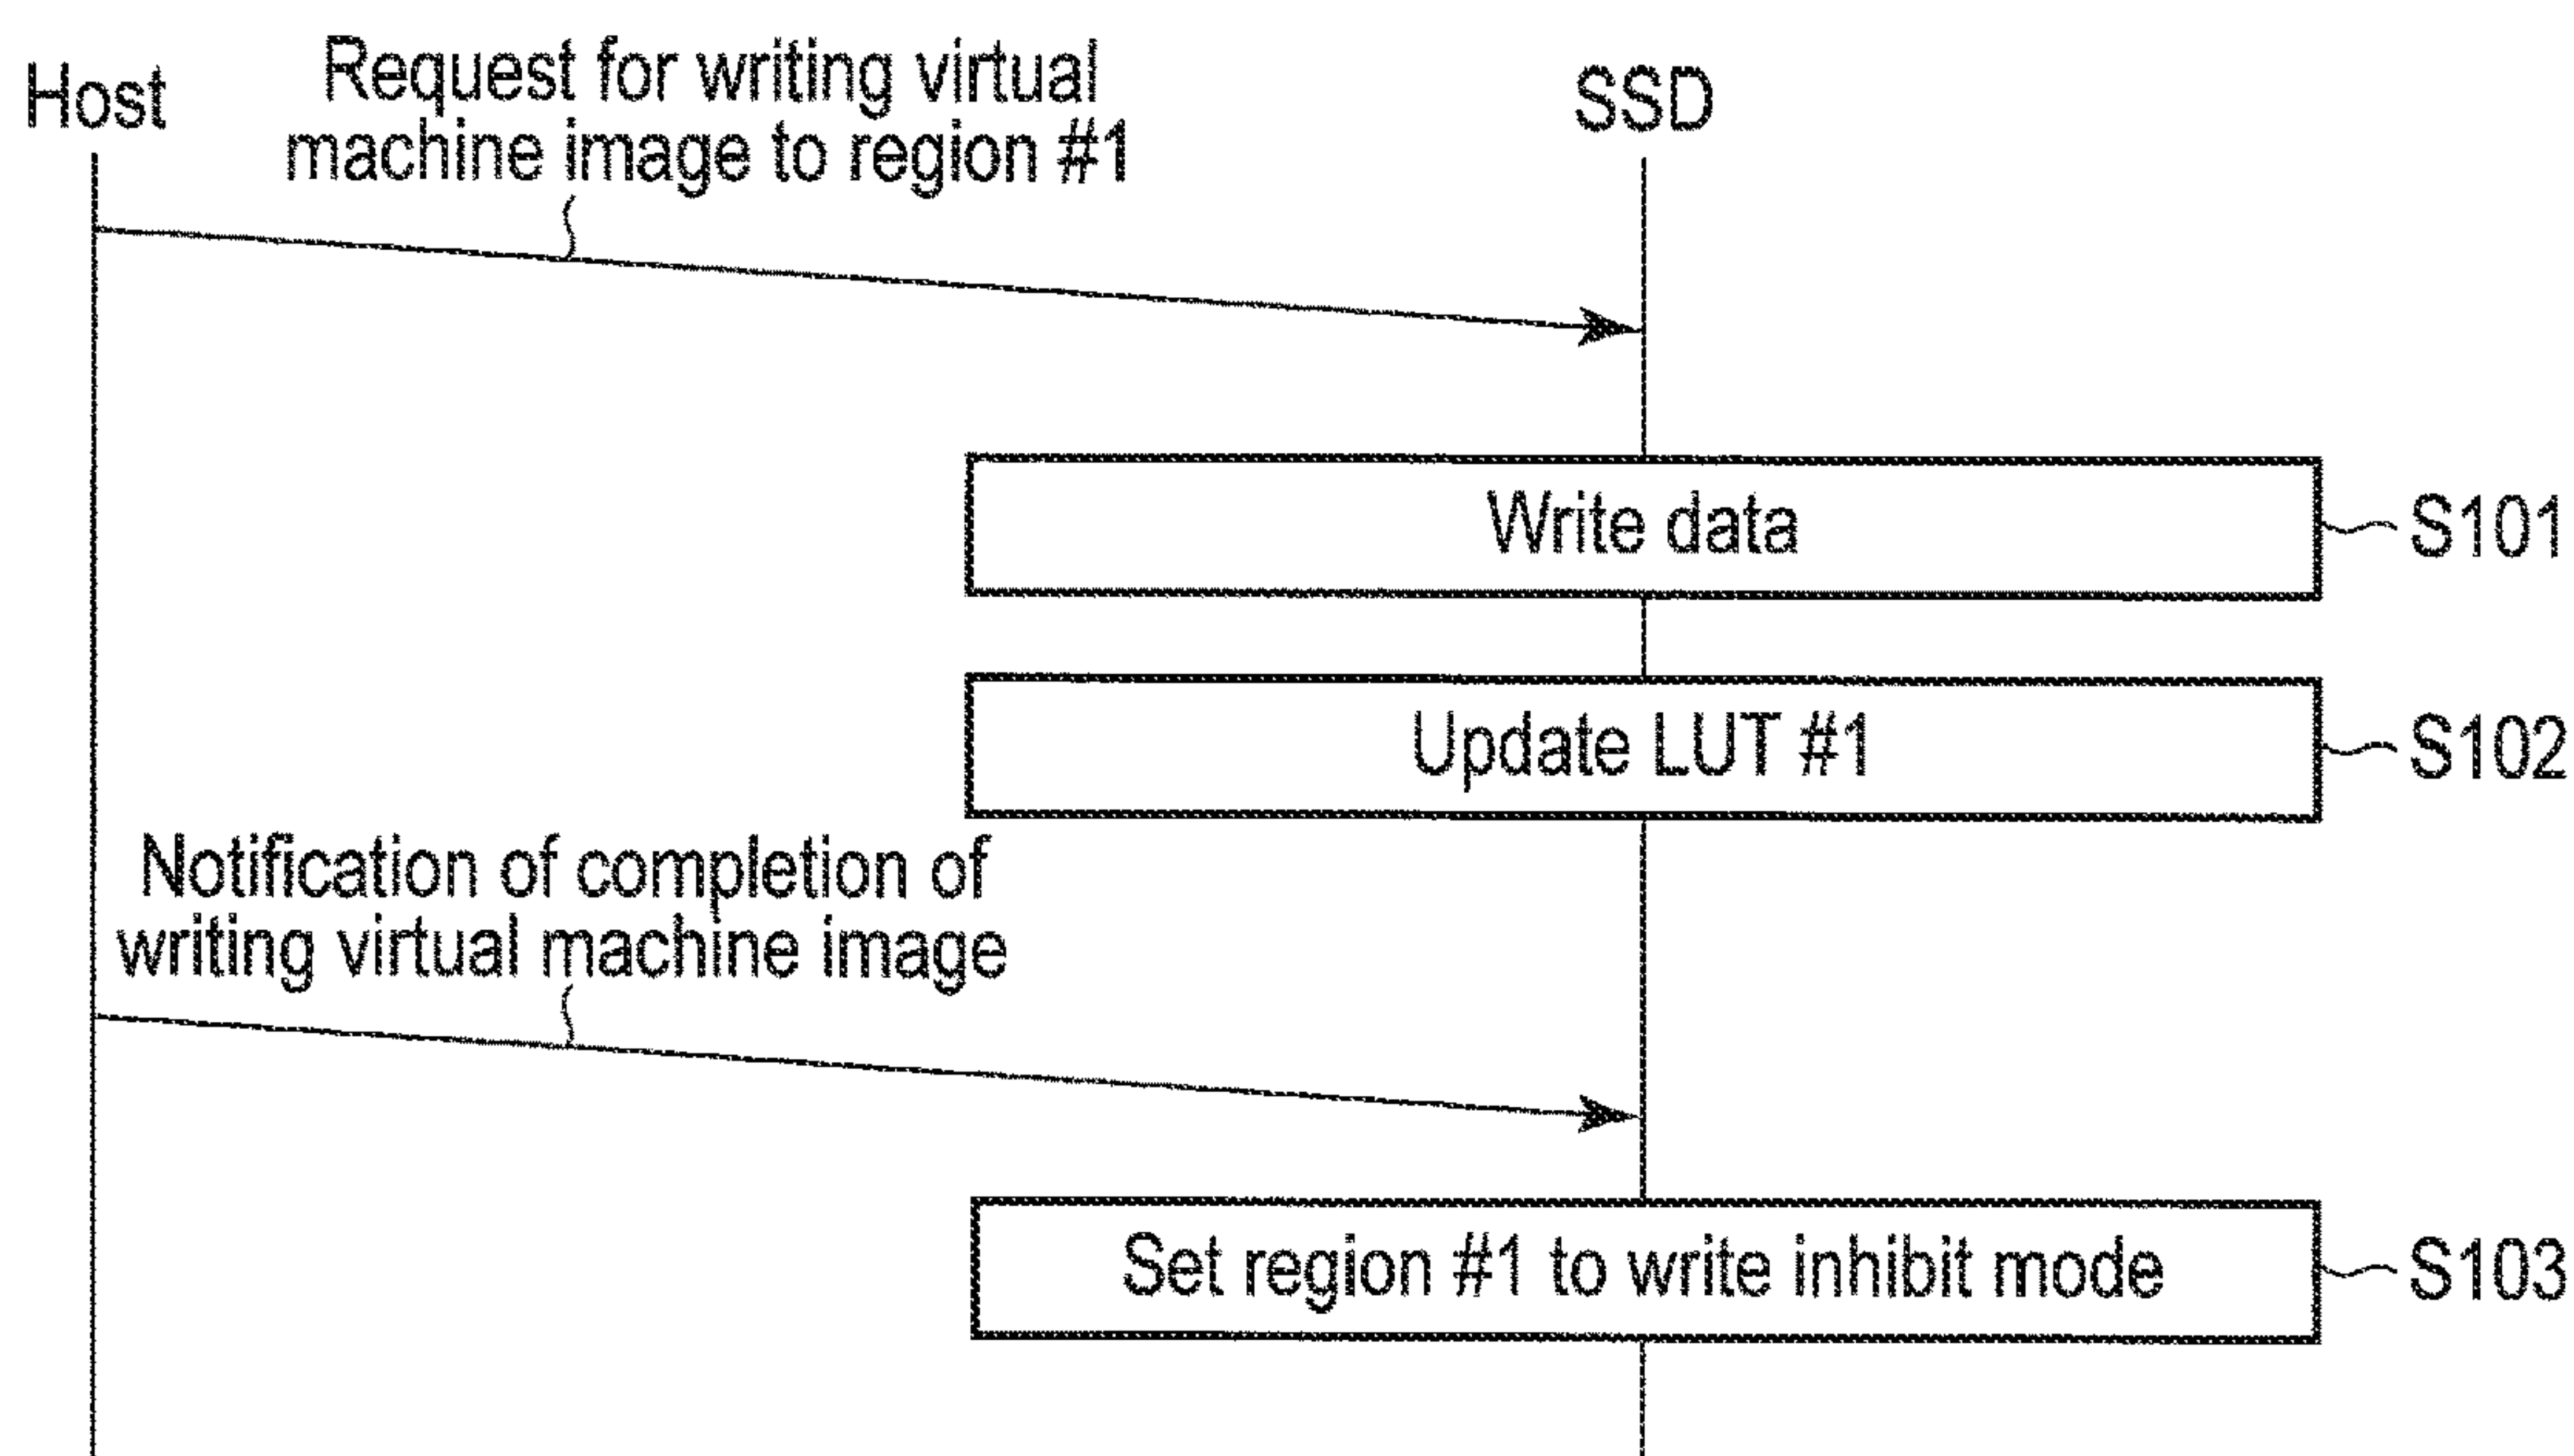 Host
Request for writing virtual
machine image to region #1
SSD
Write data
S101
Update LUT #1
S102
Notification of completion of
writing virtual machine image
Set region #1 to write inhibit mode
S103